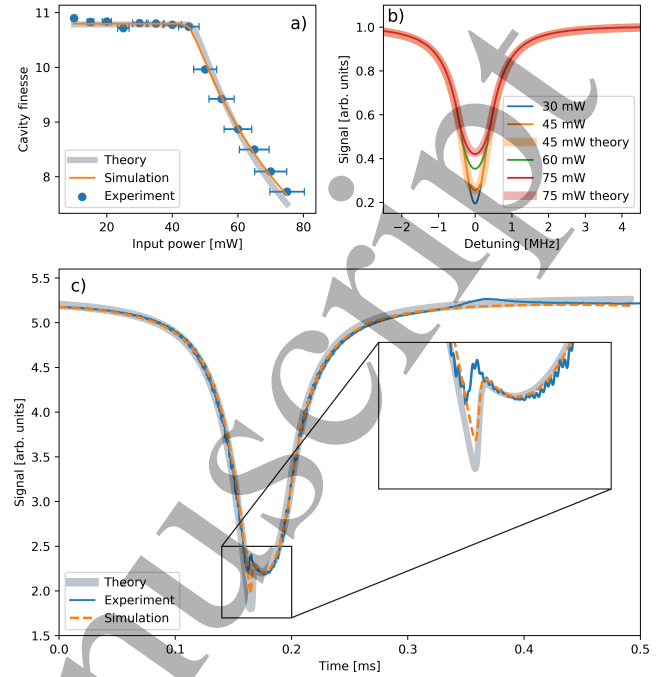 a)
Cavity finesse
11
10
9
8
Theory
Simulation
Experiment
20 40 60 80
Input power [mW]
b)
Signal [arb. units]
1.0
0.8
0.6
0.4
0.2
30 mW
45 mW
45 mW theory
60 mW
75 mW
75 mW theory
−2 −1 0 1 2 3 4
Detuning [MHz]
c)
Signal [arb. units]
5.5
5.0
4.5
4.0
3.5
3.0
2.5
2.0
1.5
Theory
Experiment
Simulation
0.0 0.1 0.2 0.3 0.4 0.5
Time [ms]
nuscript